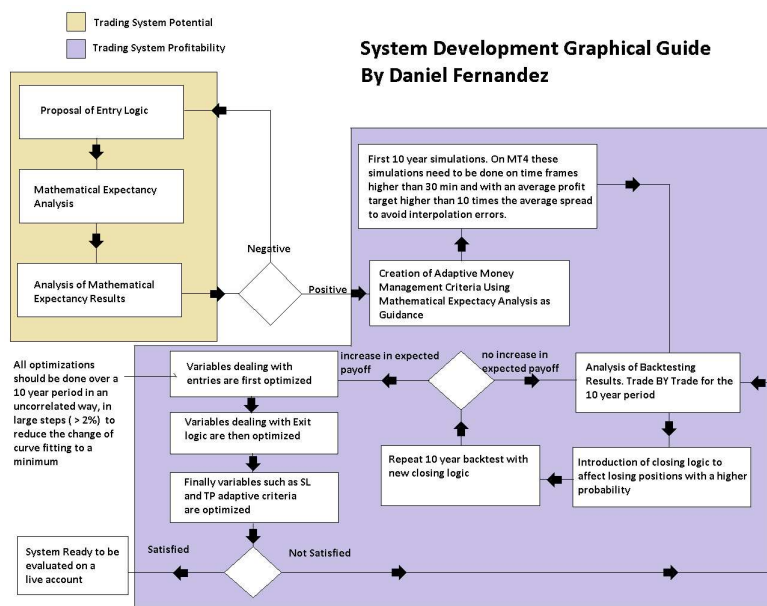 Trading System Potential
Trading System Profitability
System Development Graphical Guide
By Daniel Fernandez
Proposal of Entry Logic
Mathematical Expectancy
Analysis
Analysis of Mathematical
Expectancy Results
Negative
Positive
First 10 year simulations. On MT4 these
simulations need to be done on time frames
higher than 30 min and with an average profit
target higher than 10 times the average spread
to avoid interpolation errors.
Creation of Adaptive Money
Management Criteria Using
Mathematical Expectacy Analysis as
Guidance
All optimizations
should be done over a
10 year period in an
uncorrelated way, in
large steps ( > 2%) to
reduce the change of
curve fitting to a
minimum
Variables dealing with
entries are first optimized
increase in expected
payoff
no increase in
expected payoff
Analysis of Backtesting
Results. Trade BY Trade for the
10 year period
Variables dealing with Exit
logic are then optimized
Repeat 10 year backtest with
new closing logic
Introduction of closing logic to
affect losing positions with a higher
probability
Finally variables such as SL
and TP adaptive criteria
are optimized
System Ready to be
evaluated on a
live account
Satisfied
Not Satisfied